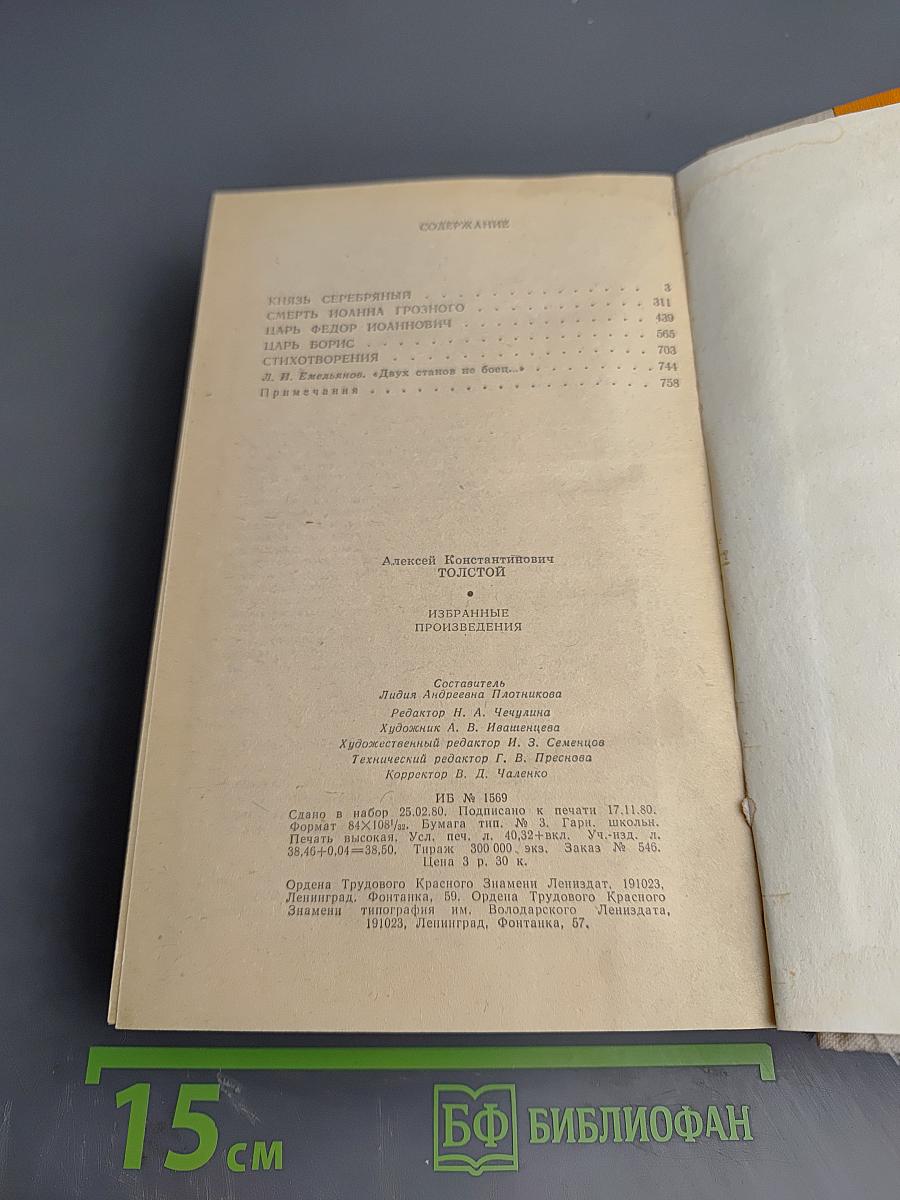 СОДЕРЖАНИЕ
КНЯЗЬ СЕРЕБРЯНЫЙ . . . . . . . . . . . . 3
СМЕРТЬ ИОАННА ГРОЗНОГО . . . . . . . . . 311
ЦАРЬ ФЕДОР ИОАННОВИЧ . . . . . . . . . . 439
ЦАРЬ БОРИС . . . . . . . . . . . . . . . 565
СТИХОТВОРЕНИЯ . . . . . . . . . . . . . 703
Л. И. Емельянов. «Двух станов не боец...» . . . . . . . 744
Примечания . . . . . . . . . . . . . . 758
Алексей Константинович
ТОЛСТОЙ
•
ИЗБРАННЫЕ
ПРОИЗВЕДЕНИЯ
Составитель
Лидия Андреевна Плотникова
Редактор Н. А. Чечулина
Художник А. В. Ивашенцева
Художественный редактор И. З. Семенцов
Технический редактор Г. В. Преснова
Корректор В. Д. Чаленко
ИБ № 1569
Сдано в набор 25.02.80. Подписано к печати 17.11.80.
Формат 84×108¹/₃₂. Бумага тип. № 3. Гарн. школьн.
Печать высокая. Усл. печ. л. 40,32+вкл. Уч.-изд. л.
38,46+0,04=38,50. Тираж 300 000 экз. Заказ № 546.
Цена 3 р. 30 к.
Ордена Трудового Красного Знамени Лениздат, 191023,
Ленинград, Фонтанка, 59. Ордена Трудового Красного
Знамени типография им. Володарского Лениздата,
191023, Ленинград, Фонтанка, 57.
15 см
БФ БИБЛИОФАН